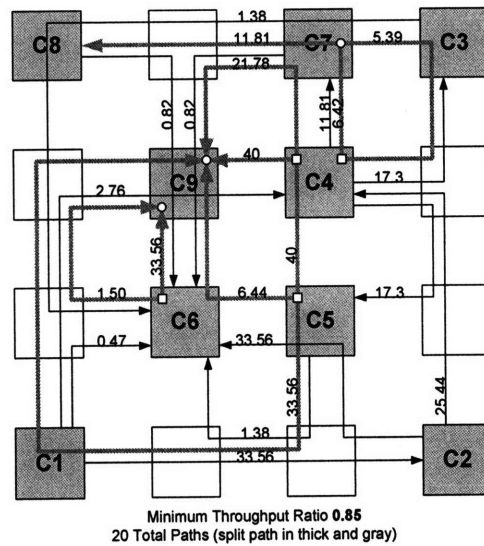 1.38
C8
11.81
C7
5.39
C3
21.78
0.82
0.82
11.81
6.42
40
C9
C4
17.3
2.76
33.56
40
1.50
6.44
17.3
C6
C5
0.47
33.56
33.56
25.44
1.38
C1
33.56
C2
Minimum Throughput Ratio 0.85
20 Total Paths (split path in thick and gray)